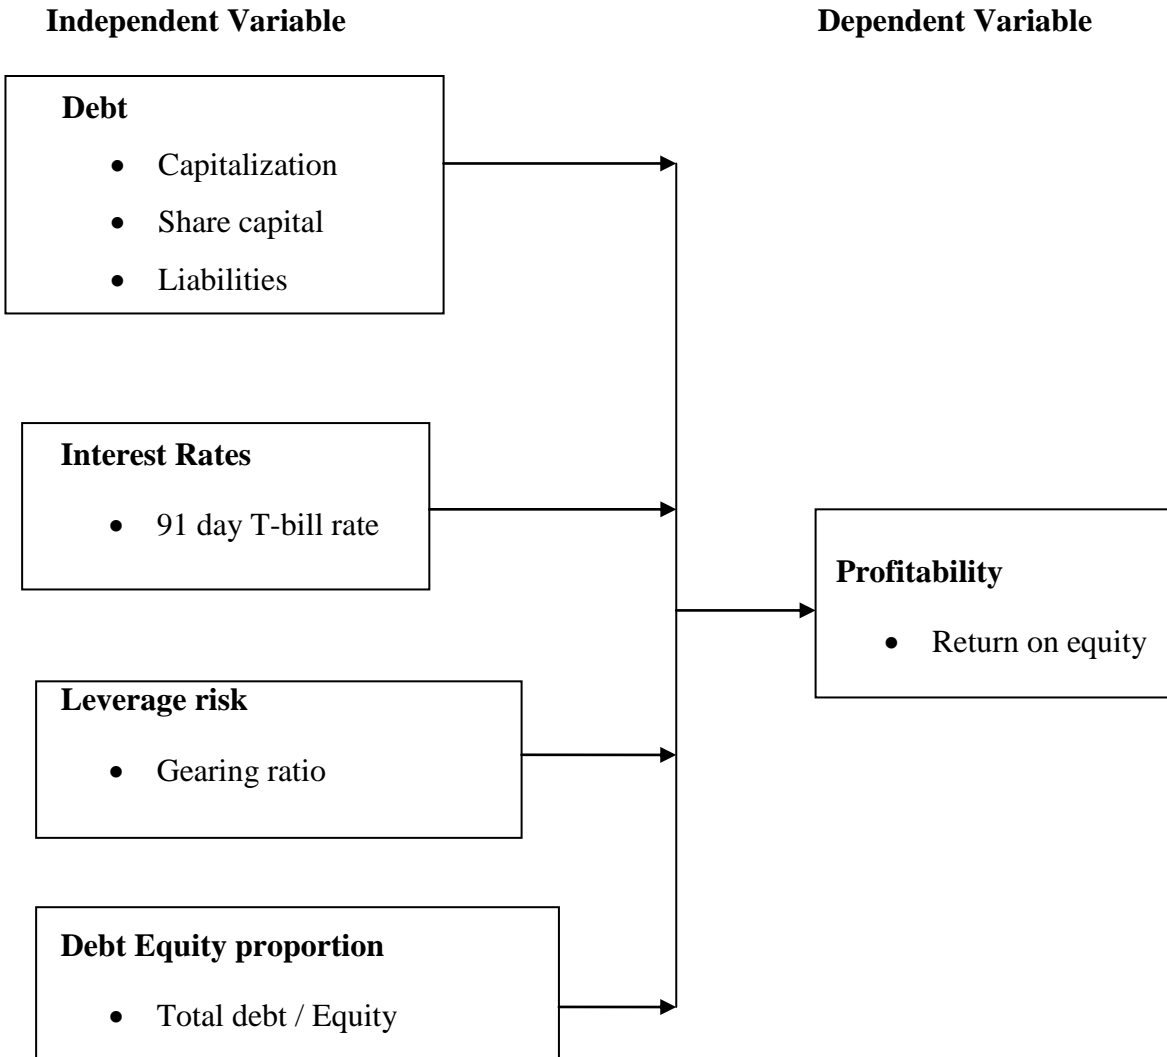 Independent Variable
Dependent Variable
Debt
• Capitalization
• Share capital
• Liabilities
Interest Rates
• 91 day T-bill rate
Profitability
• Return on equity
Leverage risk
• Gearing ratio
Debt Equity proportion
• Total debt / Equity